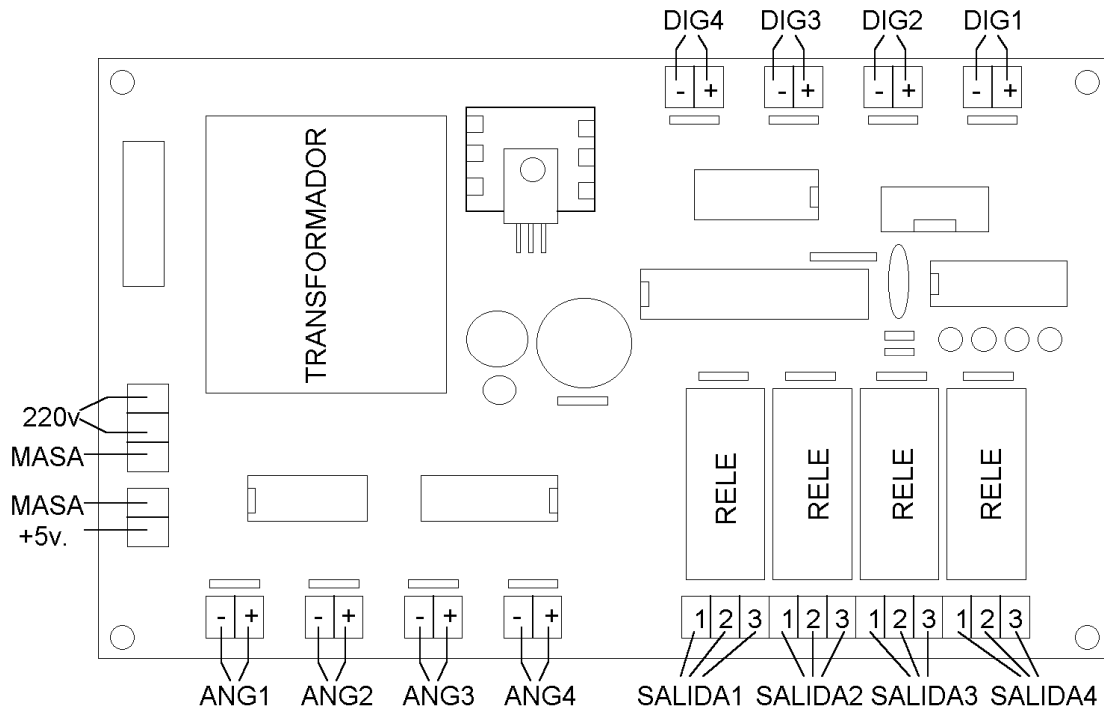 DIG4 DIG3 DIG2 DIG1
- + - + - + - +
TRANSFORMADOR
220v
MASA
MASA
+5v.
RELE RELE RELE RELE
- + - + - + - +
1 2 3 1 2 3 1 2 3 1 2 3
ANG1 ANG2 ANG3 ANG4 SALIDA1 SALIDA2 SALIDA3 SALIDA4